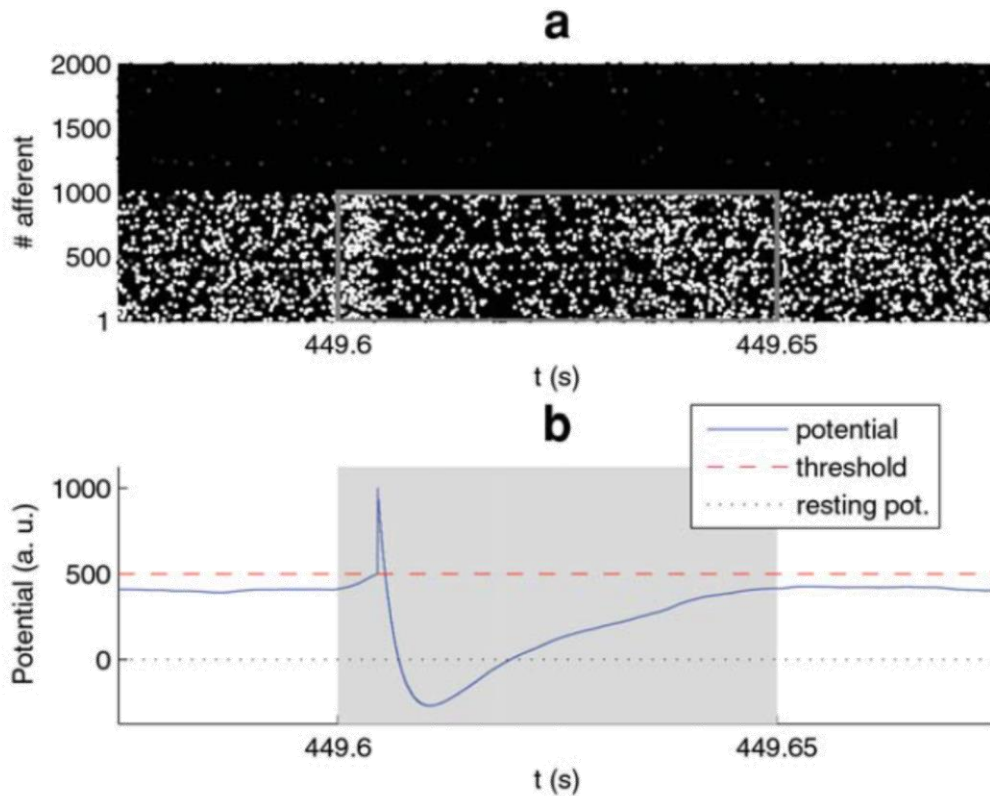 a
2000
1500
1000
500
1
# afferent
449.6
449.65
t (s)
b
potential
threshold
resting pot.
1000
500
0
Potential (a. u.)
449.6
449.65
t (s)